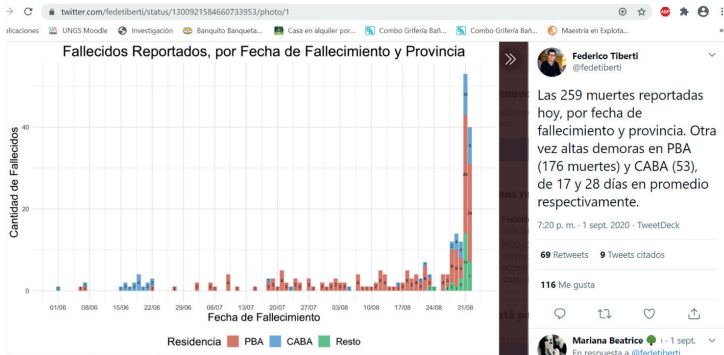 twitter.com/fedetiberti/status/1300921584660733953/photo/1
ABP
plicaciones UNGS Moodle Investigación Banquito Banqueta... Casa en alquiler por... Combo Grifería Bañ... Combo Grifería Bañ... Maestría en Explota...
Fallecidos Reportados, por Fecha de Fallecimiento y Provincia
Cantidad de Fallecidos
40
20
0
01/06 08/06 15/06 22/06 29/06 06/07 13/07 20/07 27/07 03/08 10/08 17/08 24/08 31/08
Fecha de Fallecimiento
Residencia PBA CABA Resto
Federico Tiberti
@fedetiberti
Las 259 muertes reportadas
hoy, por fecha de
fallecimiento y provincia. Otra
vez altas demoras en PBA
(176 muertes) y CABA (53),
de 17 y 28 días en promedio
respectivamente.
7:20 p. m. · 1 sept. 2020 · TweetDeck
69 Retweets 9 Tweets citados
116 Me gusta
Mariana Beatrice · 1 sept.
En respuesta a @fedetiberti